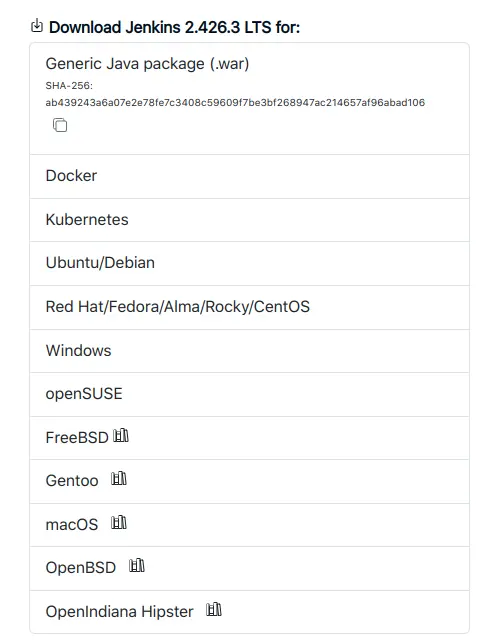 Download Jenkins 2.426.3 LTS for:
Generic Java package (.war)
SHA-256:
ab439243a6a07e2e78fe7c3408c59609f7be3bf268947ac214657af96abad106
Docker
Kubernetes
Ubuntu/Debian
Red Hat/Fedora/Alma/Rocky/CentOS
Windows
openSUSE
FreeBSD
Gentoo
macOS
OpenBSD
OpenIndiana Hipster